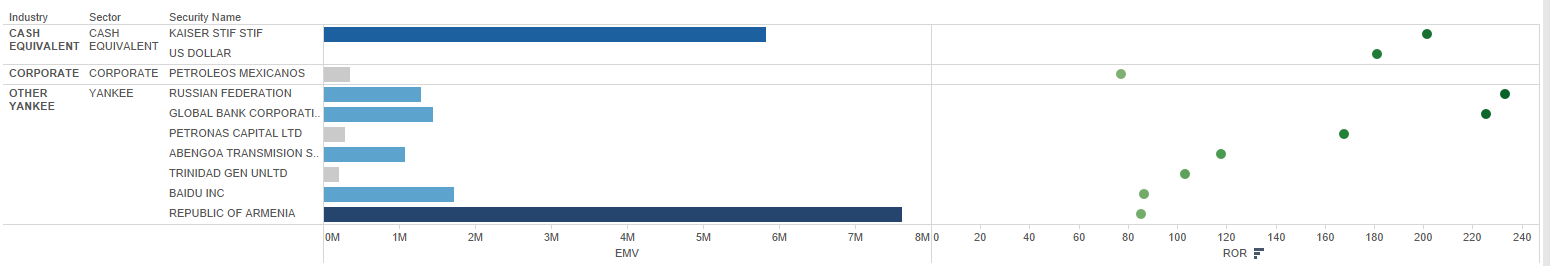 Industry Sector Security Name
CASH EQUIVALENT CASH EQUIVALENT KAISER STIF STIF
US DOLLAR
CORPORATE CORPORATE PETROLEOS MEXICANOS
OTHER YANKEE YANKEE RUSSIAN FEDERATION
GLOBAL BANK CORPORATI..
PETRONAS CAPITAL LTD
ABENGOA TRANSMISION S..
TRINIDAD GEN UNLTD
BAIDU INC
REPUBLIC OF ARMENIA
0M 1M 2M 3M 4M 5M 6M 7M 8M 0 20 40 60 80 100 120 140 160 180 200 220 240
EMV ROR